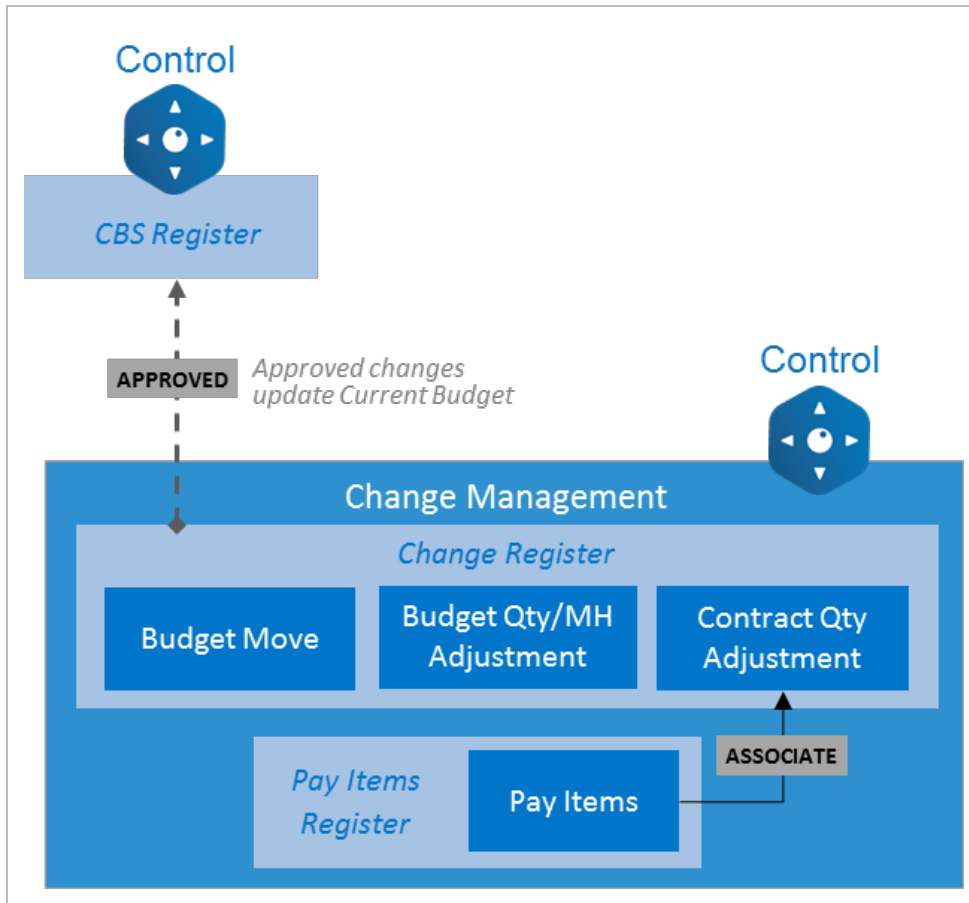 Control
CBS Register
APPROVED
Approved changes
update Current Budget
Control
Change Management
Change Register
Budget Move
Budget Qty/MH
Adjustment
Contract Qty
Adjustment
ASSOCIATE
Pay Items
Register
Pay Items